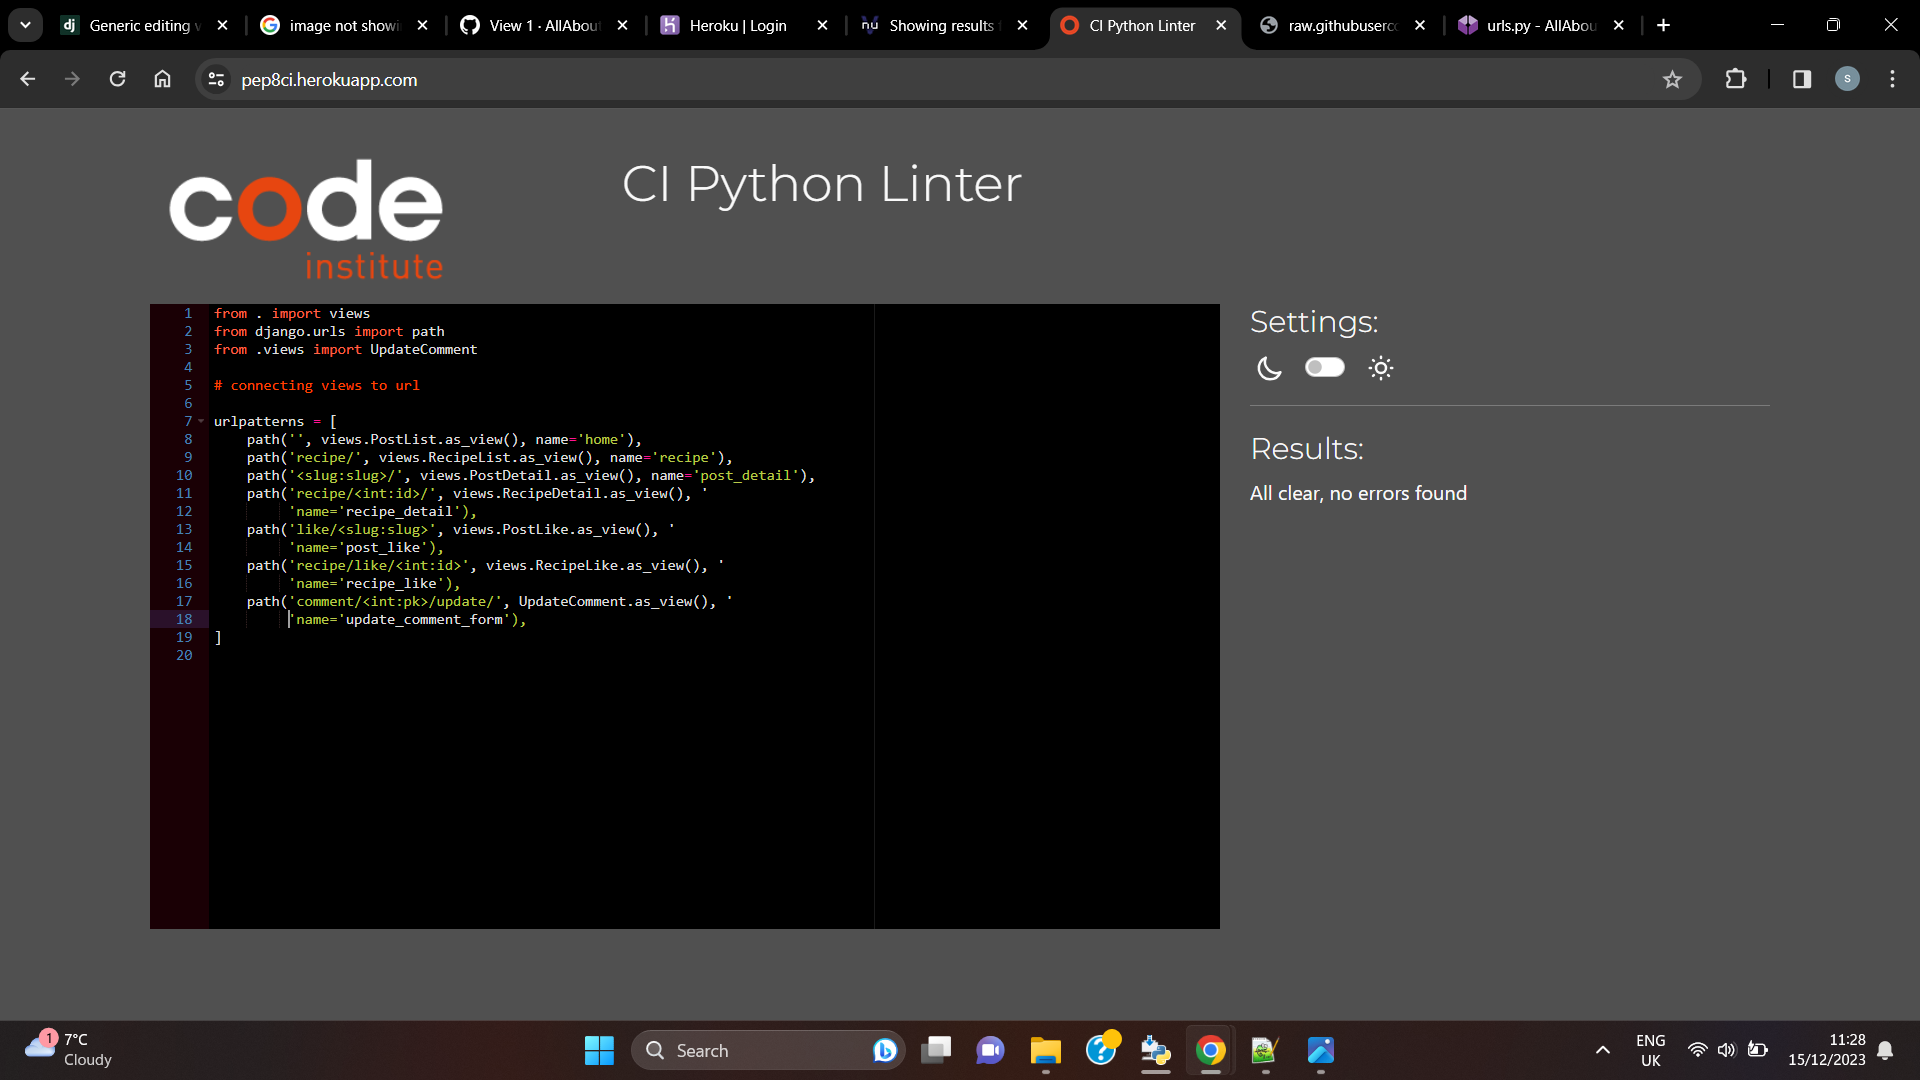 Generic editing v
image not showi
View 1 · AllAbou
Heroku | Login
Showing results f
CI Python Linter
raw.githubuserco
urls.py - AllAbou
pep8ci.herokuapp.com
S
code
institute
CI Python Linter
1 from . import views
2 from django.urls import path
3 from .views import UpdateComment
4
5 # connecting views to url
6
7 urlpatterns = [
8     path('', views.PostList.as_view(), name='home'),
9     path('recipe/', views.RecipeList.as_view(), name='recipe'),
10     path('<slug:slug>/', views.PostDetail.as_view(), name='post_detail'),
11     path('recipe/<int:id>/', views.RecipeDetail.as_view(), '
12          'name='recipe_detail'),
13     path('like/<slug:slug>', views.PostLike.as_view(), '
14          'name='post_like'),
15     path('recipe/like/<int:id>', views.RecipeLike.as_view(), '
16          'name='recipe_like'),
17     path('comment/<int:pk>/update/', UpdateComment.as_view(), '
18          'name='update_comment_form'),
19 ]
20
Settings:
Results:
All clear, no errors found
1
7°C
Cloudy
Search
ENG
UK
11:28
15/12/2023